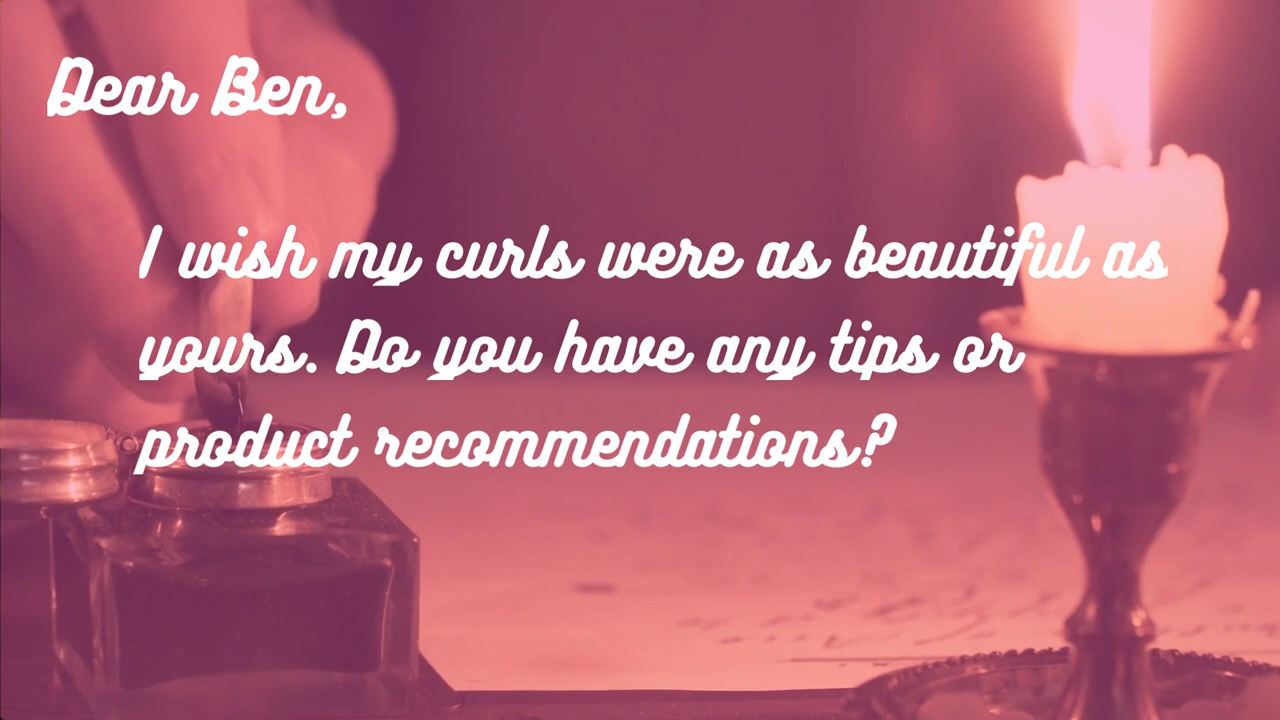 Dear Ben,
I wish my curls were as beautiful as
yours. Do you have any tips or
product recommendations?